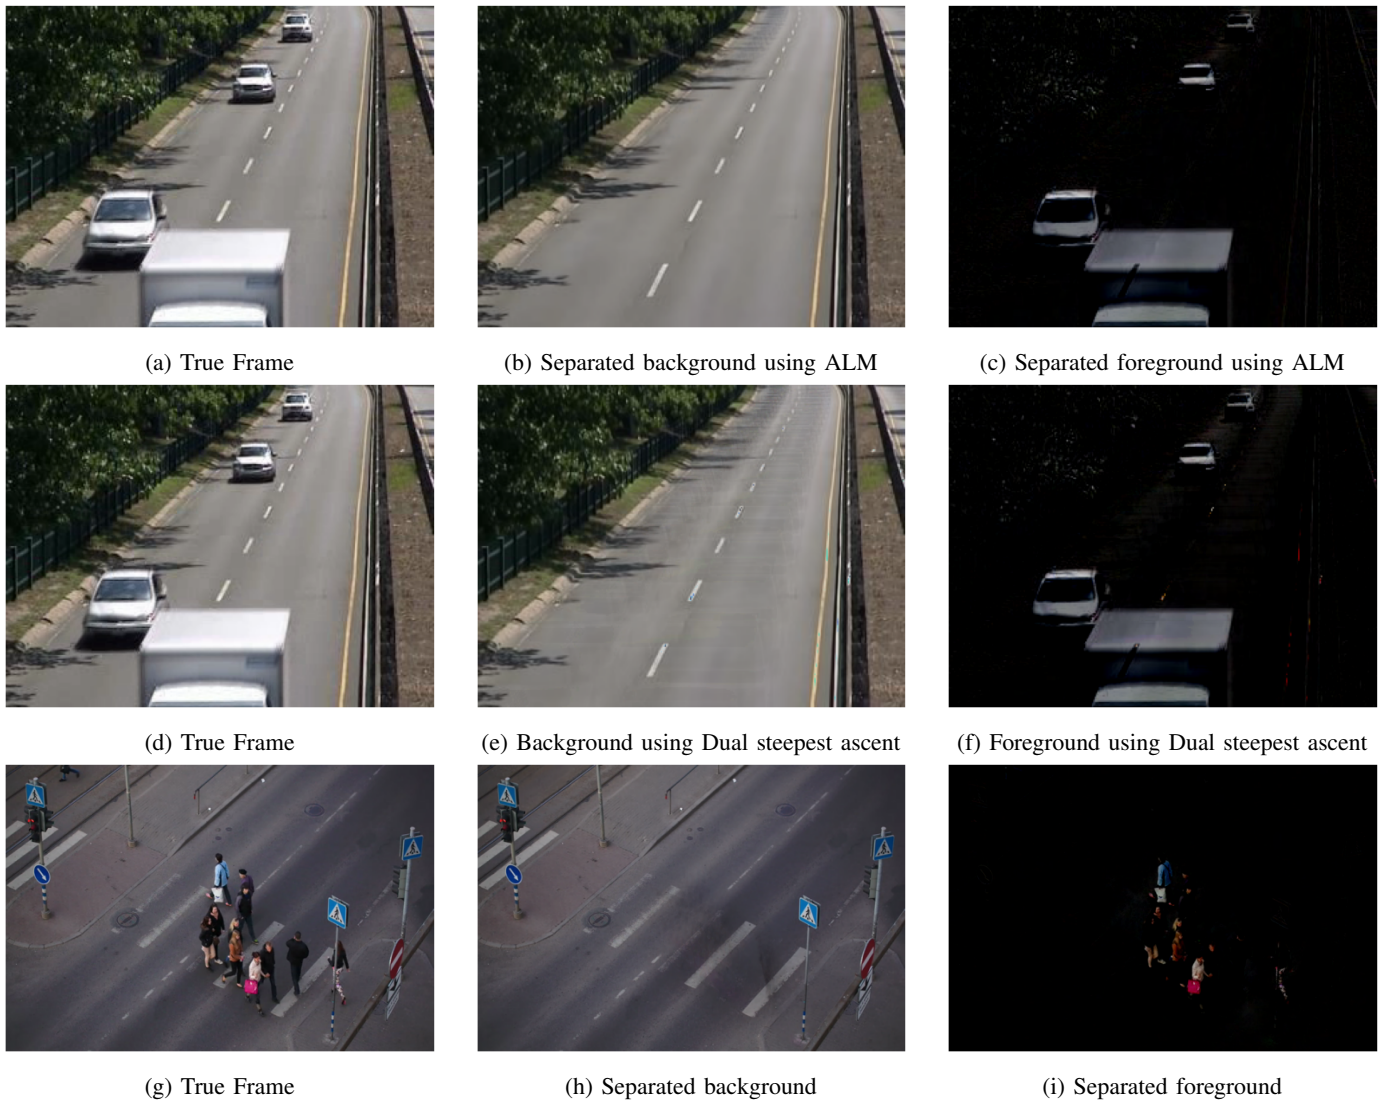 (a) True Frame
(b) Separated background using ALM
(c) Separated foreground using ALM
(d) True Frame
(e) Background using Dual steepest ascent
(f) Foreground using Dual steepest ascent
(g) True Frame
(h) Separated background
(i) Separated foreground